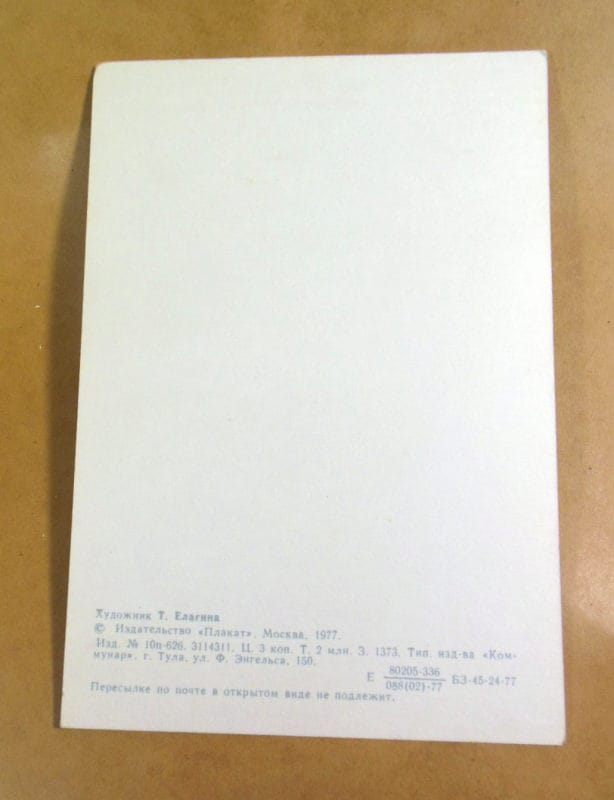 Художник Т. Елагина
© Издательство «Плакат». Москва, 1977.
Изд. № 10п-626. 3114311. Ц. 3 коп. Т. 2 млн. З. 1373. Тип. изд-ва «Ком-
мунар». г. Тула, ул. Ф. Энгельса, 150.
Е 80205-336 БЗ-45-24-77
088(02)-77
Пересылке по почте в открытом виде не подлежит.